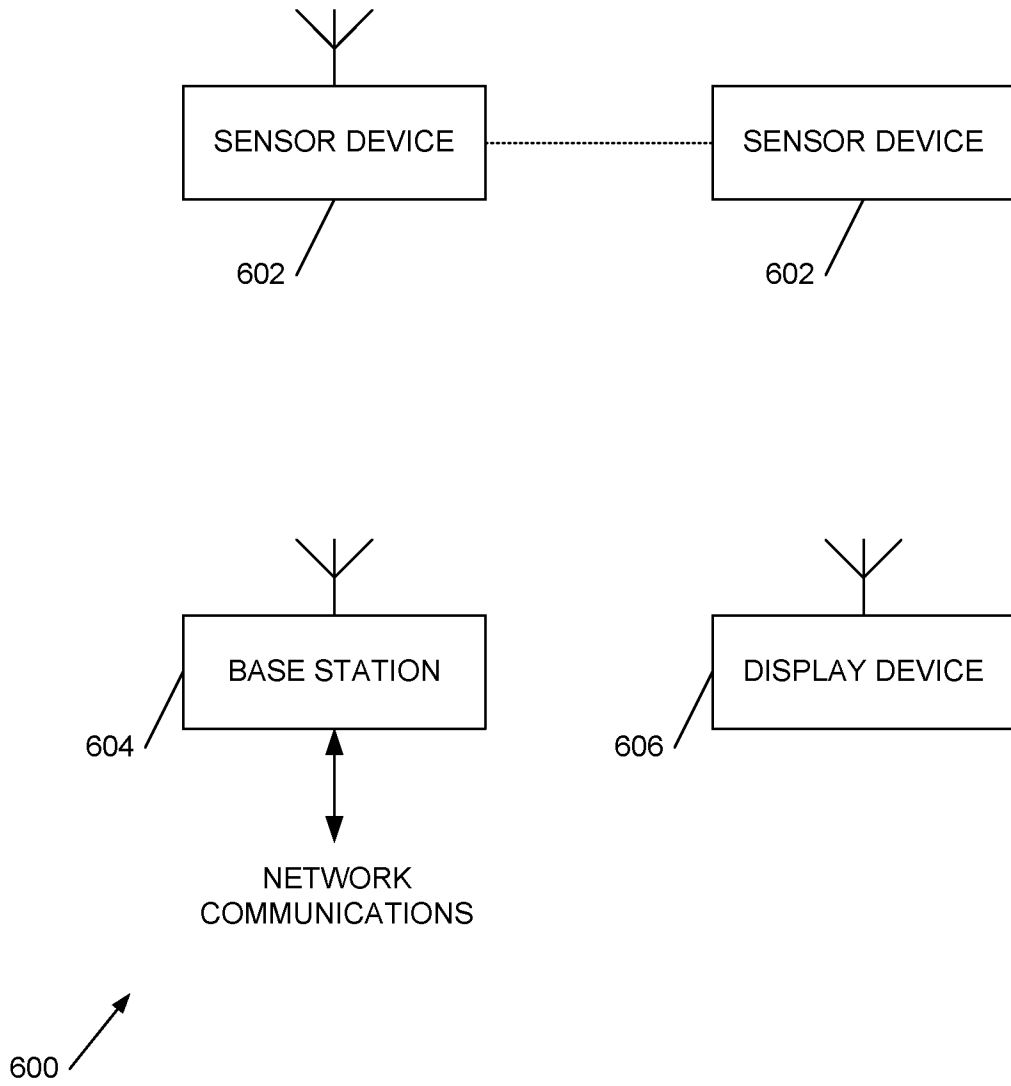 SENSOR DEVICE
SENSOR DEVICE
602
602
BASE STATION
DISPLAY DEVICE
604
606
NETWORK
COMMUNICATIONS
600